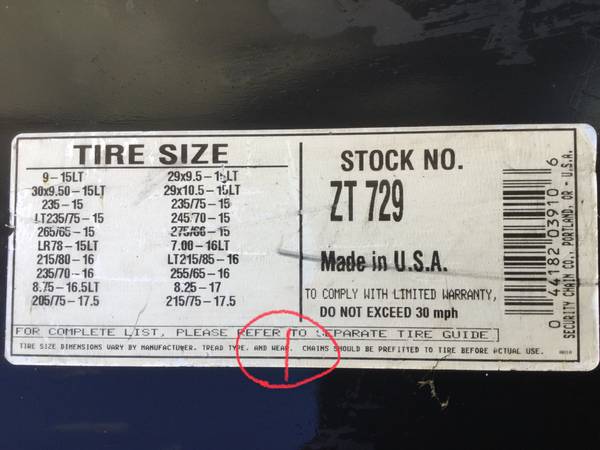 TIRE SIZE
9-15LT 29x9.5-15LT
30x9.50-15LT 29x10.5-15LT
235-15 235/75-15
LT235/75-15 245/70-15
265/65-15 275/60-15
LR78-15LT 7.00-16LT
215/80-16 LT215/85-16
235/70-16 255/65-16
8.75-16.5LT 8.25-17
205/75-17.5 215/75-17.5
STOCK NO.
ZT 729
Made in U.S.A.
TO COMPLY WITH LIMITED WARRANTY,
DO NOT EXCEED 30 mph
FOR COMPLETE LIST, PLEASE REFER TO SEPARATE TIRE GUIDE
TIRE SIZE DIMENSIONS VARY BY MANUFACTURER, TREAD TYPE, AND WEAR. CHAINS SHOULD BE PREFITTED TO TIRE BEFORE ACTUAL USE.
0 44182 03910 6
SECURITY CHAIN CO., PORTLAND, OR - U.S.A.
1